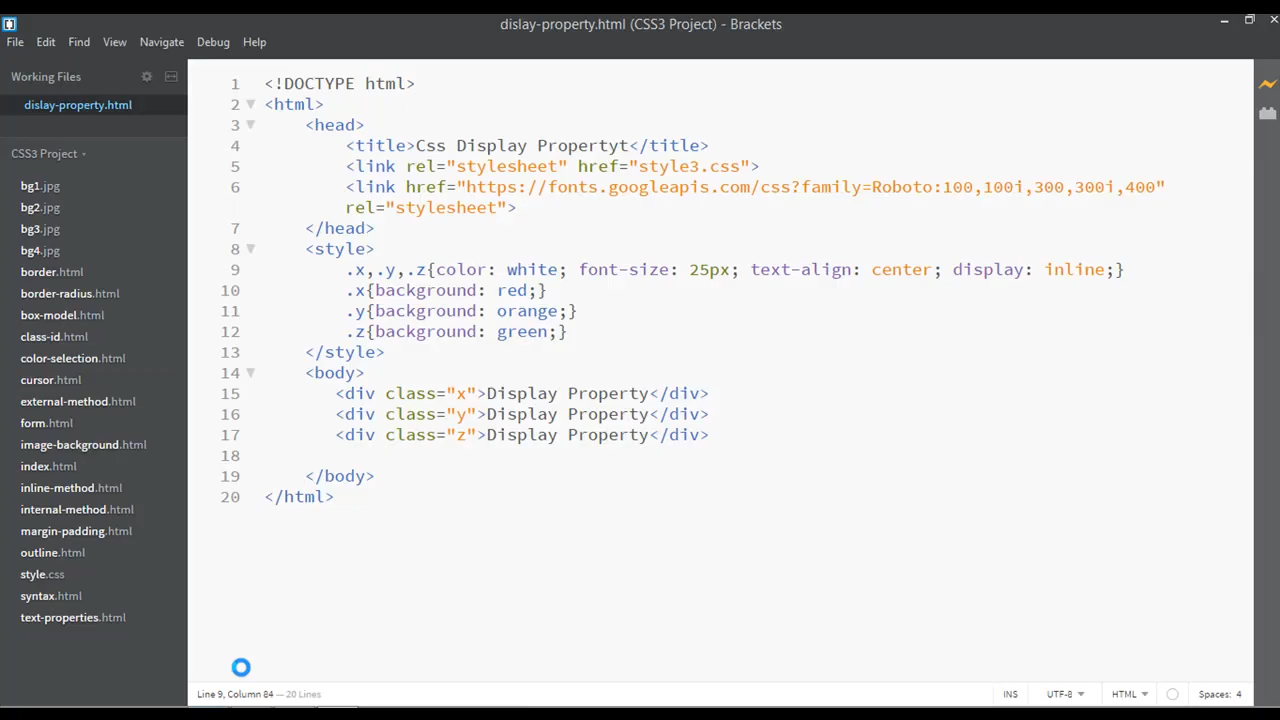 dislay-property.html (CSS3 Project) - Brackets
File Edit Find View Navigate Debug Help
Working Files
dislay-property.html
CSS3 Project
bg1.jpg
bg2.jpg
bg3.jpg
bg4.jpg
border.html
border-radius.html
box-model.html
class-id.html
color-selection.html
cursor.html
external-method.html
form.html
image-background.html
index.html
inline-method.html
internal-method.html
margin-padding.html
outline.html
style.css
syntax.html
text-properties.html
1 <!DOCTYPE html>
2 <html>
3 <head>
4 <title>Css Display Propertyt</title>
5 <link rel="stylesheet" href="style3.css">
6 <link href="https://fonts.googleapis.com/css?family=Roboto:100,100i,300,300i,400"
rel="stylesheet">
7 </head>
8 <style>
9 .x,.y,.z{color: white; font-size: 25px; text-align: center; display: inline;}
10 .x{background: red;}
11 .y{background: orange;}
12 .z{background: green;}
13 </style>
14 <body>
15 <div class="x">Display Property</div>
16 <div class="y">Display Property</div>
17 <div class="z">Display Property</div>
18
19 </body>
20 </html>
Line 9, Column 84 — 20 Lines
INS UTF-8 HTML Spaces: 4